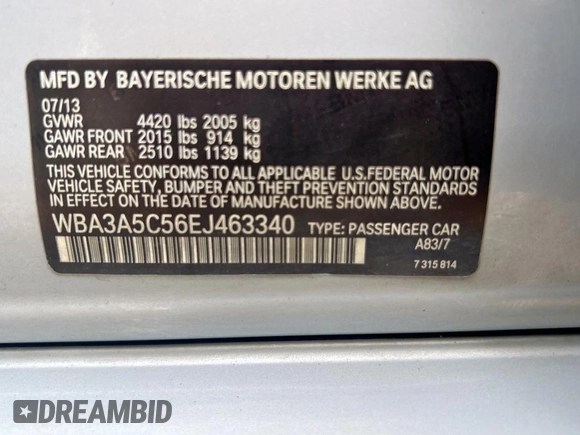 MFD BY BAYERISCHE MOTOREN WERKE AG
07/13
GVWR 4420 lbs 2005 kg
GAWR FRONT 2015 lbs 914 kg
GAWR REAR 2510 lbs 1139 kg
THIS VEHICLE CONFORMS TO ALL APPLICABLE U.S.FEDERAL MOTOR
VEHICLE SAFETY, BUMPER AND THEFT PREVENTION STANDARDS
IN EFFECT ON THE DATE OF MANUFACTURE SHOWN ABOVE.
WBA3A5C56EJ463340 TYPE: PASSENGER CAR
A83/7
7 315 814
DREAMBID